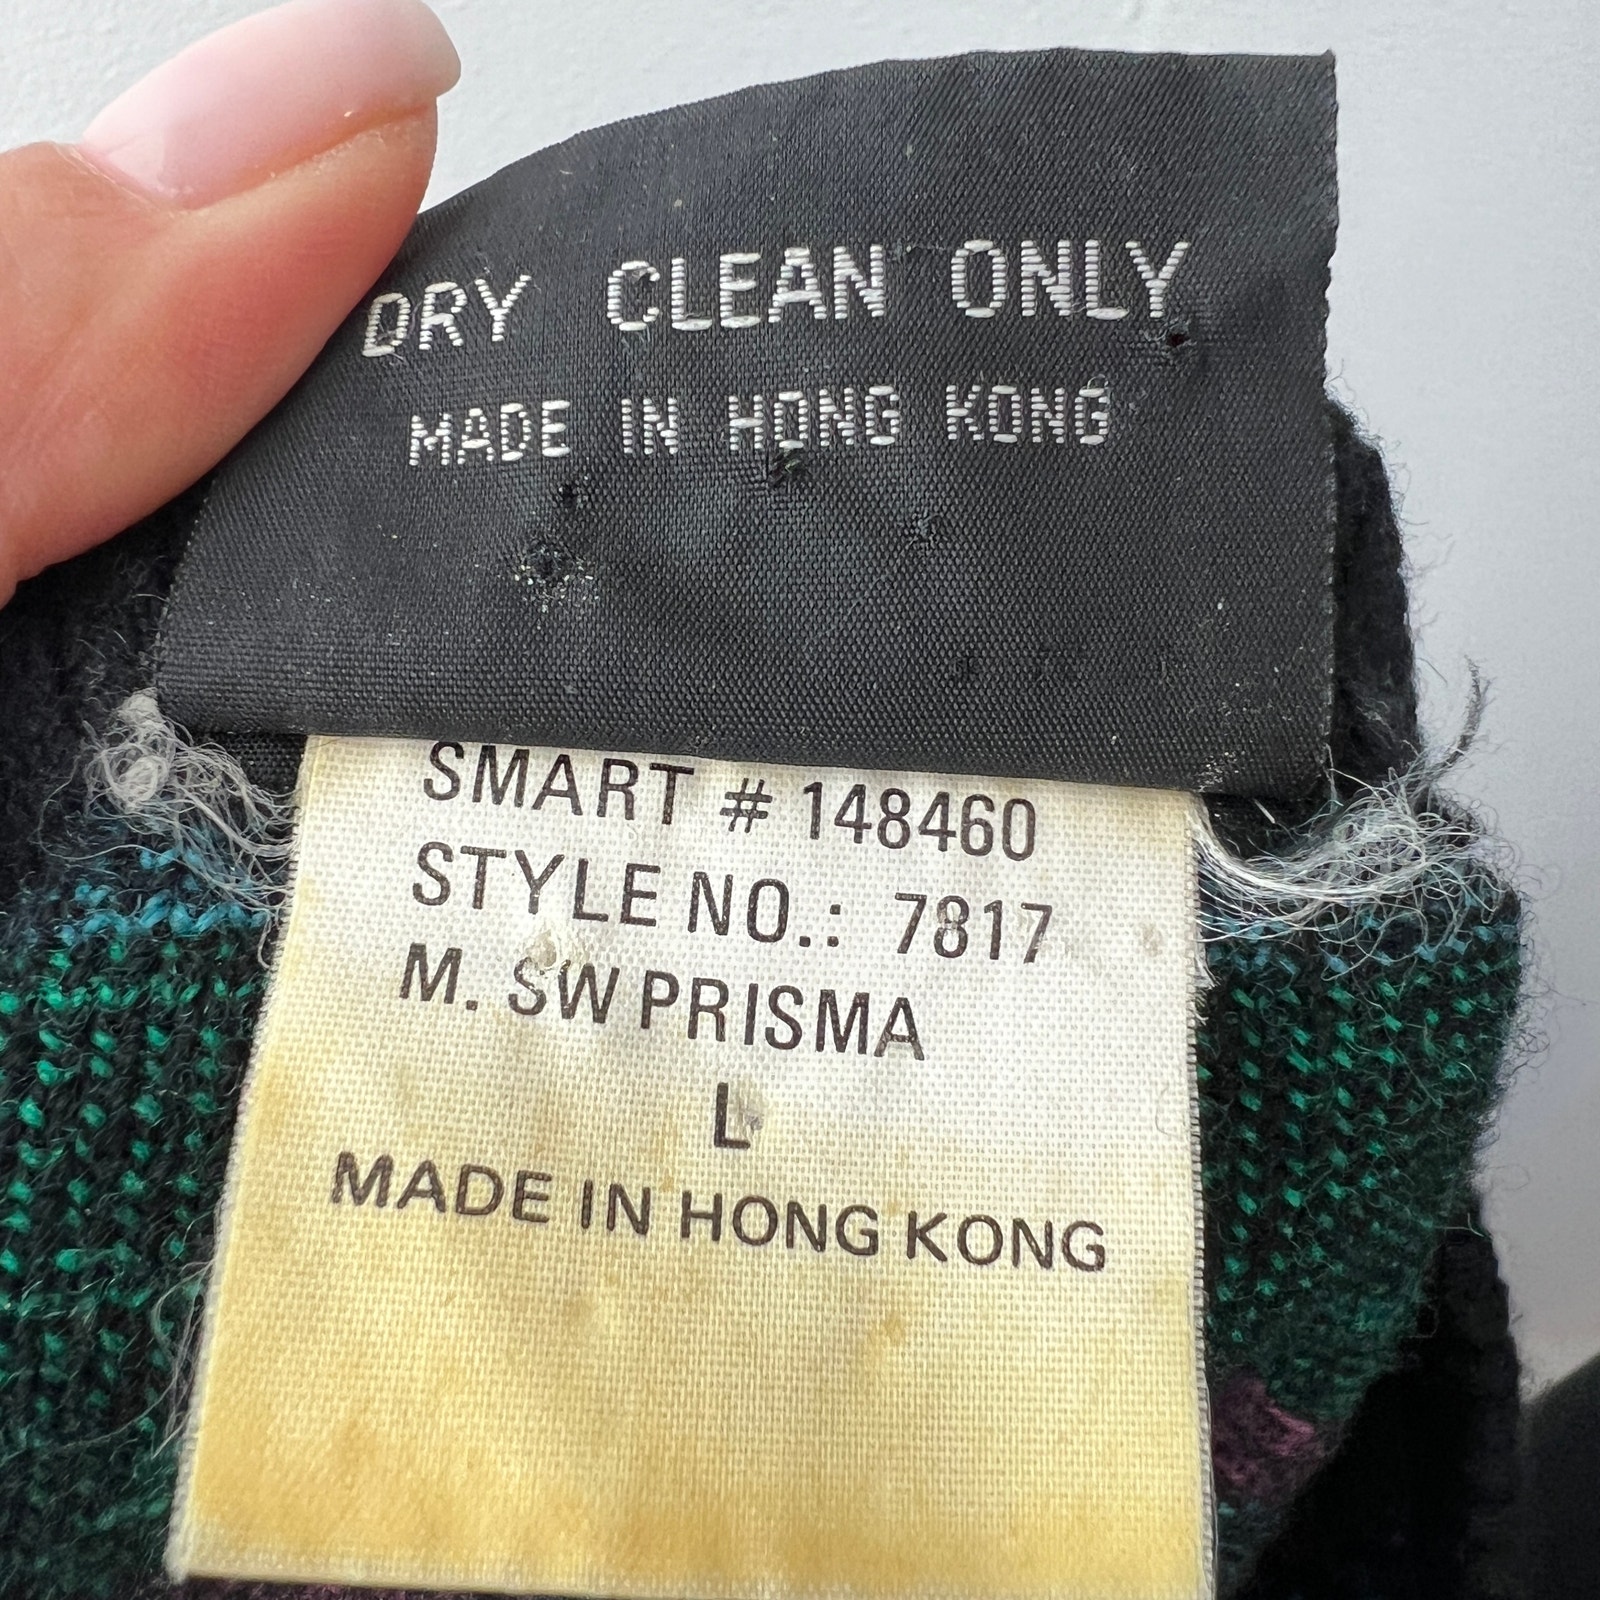 DRY CLEAN ONLY
MADE IN HONG KONG
SMART # 148460
STYLE NO.: 7817
M. SW PRISMA
L
MADE IN HONG KONG